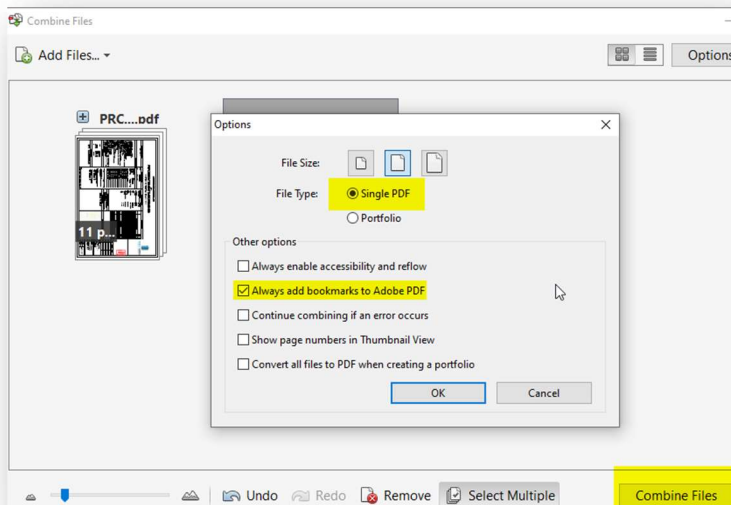 Combine Files
Add Files...
Options
PRC....pdf
11 p...
Options
File Size:
File Type:
Single PDF
Portfolio
Other options
Always enable accessibility and reflow
Always add bookmarks to Adobe PDF
Continue combining if an error occurs
Show page numbers in Thumbnail View
Convert all files to PDF when creating a portfolio
OK Cancel
Undo Redo Remove Select Multiple Combine Files